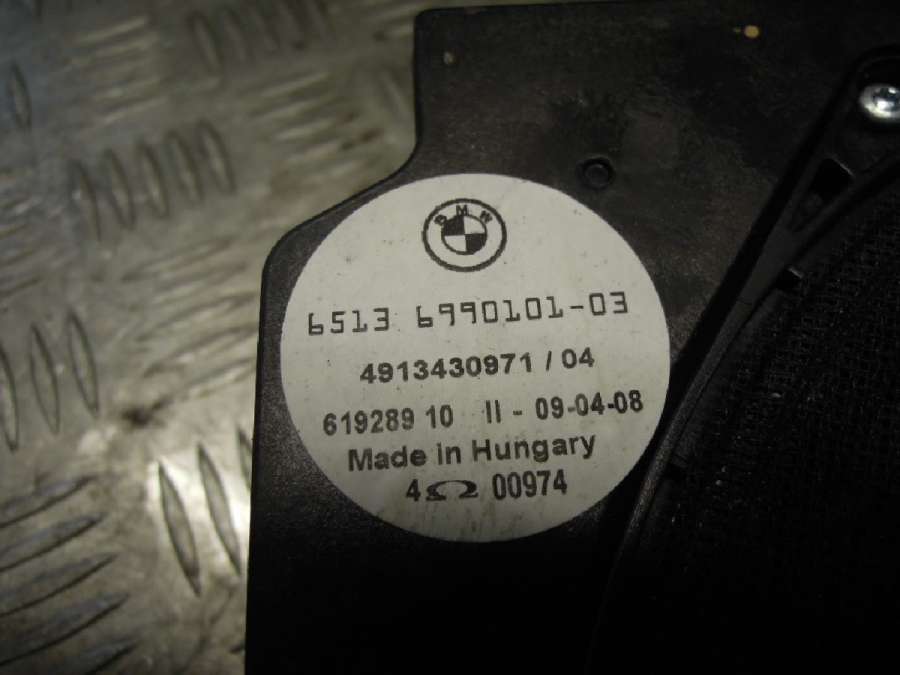 BMW
6513 6990101-03
4913430971 / 04
619289 10 II - 09-04-08
Made in Hungary
4Ω 00974